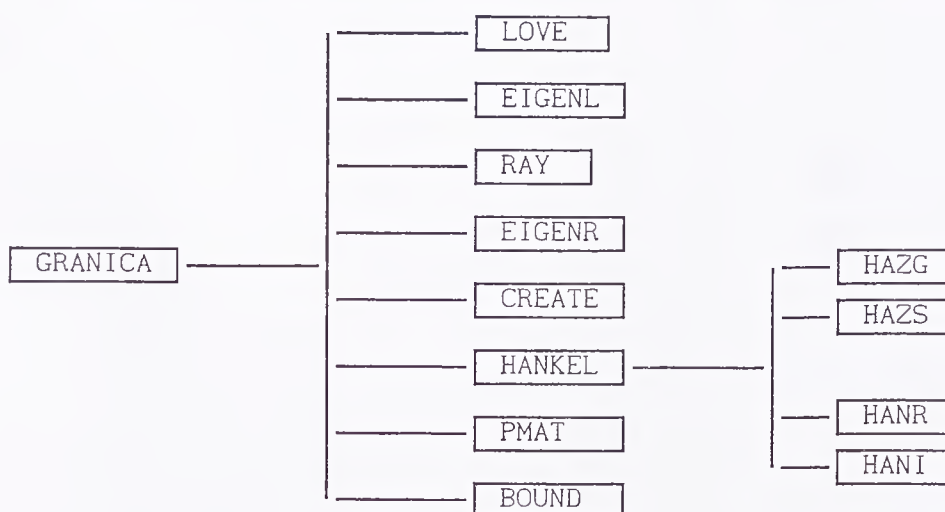 LOVE
EIGENL
RAY
EIGENR
GRANICA
CREATE
HANKEL
PMAT
BOUND
HAZG
HAZS
HANR
HANI